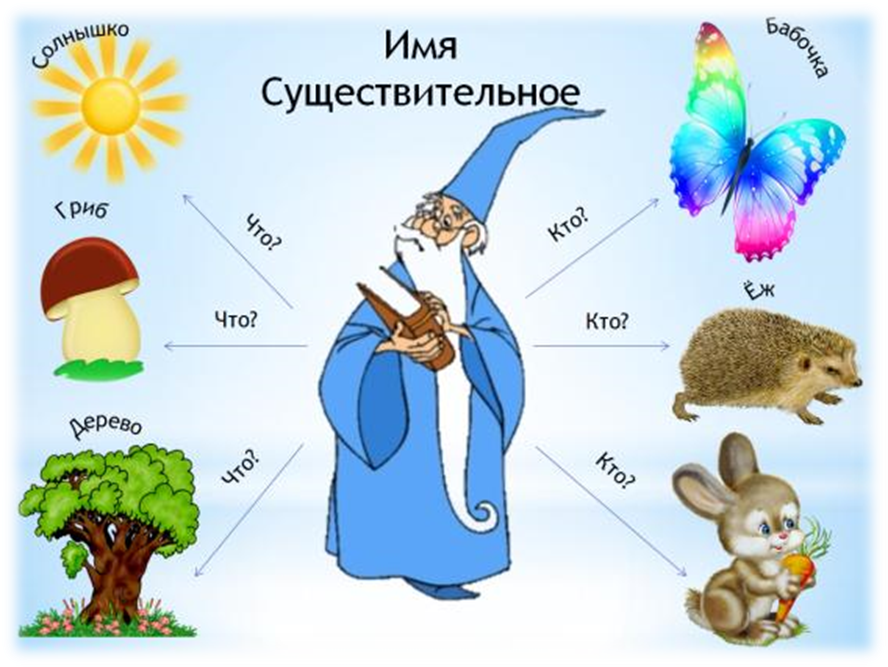 Имя
Существительное
Солнышко
Бабочка
Гриб
Что?
Кто?
Что?
Кто?
Ёж
Дерево
Что?
Кто?